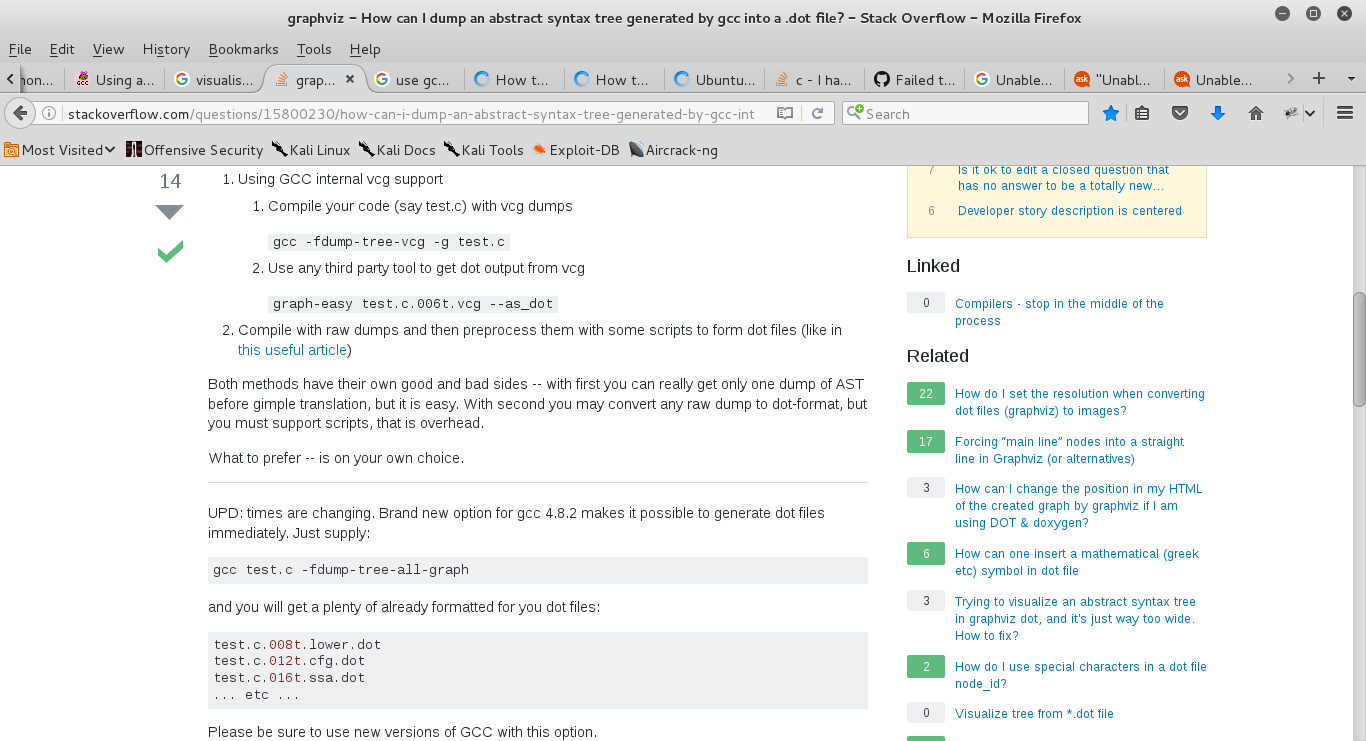 graphviz – How can I dump an abstract syntax tree generated by gcc into a .dot file? – Stack Overflow – Mozilla Firefox
File Edit View History Bookmarks Tools Help
non... Using a... visualis... grap... use gc... How t... How t... Ubuntu... c - I ha... Failed t... Unable... "Unabl... Unable...
stackoverflow.com/questions/15800230/how-can-i-dump-an-abstract-syntax-tree-generated-by-gcc-int
Search
Most Visited Offensive Security Kali Linux Kali Docs Kali Tools Exploit-DB Aircrack-ng
14
1. Using GCC internal vcg support
1. Compile your code (say test.c) with vcg dumps
gcc -fdump-tree-vcg -g test.c
2. Use any third party tool to get dot output from vcg
graph-easy test.c.006t.vcg --as_dot
2. Compile with raw dumps and then preprocess them with some scripts to form dot files (like in
this useful article)
Both methods have their own good and bad sides -- with first you can really get only one dump of AST
before gimple translation, but it is easy. With second you may convert any raw dump to dot-format, but
you must support scripts, that is overhead.
What to prefer -- is on your own choice.
UPD: times are changing. Brand new option for gcc 4.8.2 makes it possible to generate dot files
immediately. Just supply:
gcc test.c -fdump-tree-all-graph
and you will get a plenty of already formatted for you dot files:
test.c.008t.lower.dot
test.c.012t.cfg.dot
test.c.016t.ssa.dot
... etc ...
Please be sure to use new versions of GCC with this option.
7 Is it ok to edit a closed question that
has no answer to be a totally new…
6 Developer story description is centered
Linked
0 Compilers - stop in the middle of the
process
Related
22 How do I set the resolution when converting
dot files (graphviz) to images?
17 Forcing “main line” nodes into a straight
line in Graphviz (or alternatives)
3 How can I change the position in my HTML
of the created graph by graphviz if I am
using DOT & doxygen?
6 How can one insert a mathematical (greek
etc) symbol in dot file
3 Trying to visualize an abstract syntax tree
in graphviz dot, and it's just way too wide.
How to fix?
2 How do I use special characters in a dot file
node_id?
0 Visualize tree from *.dot file